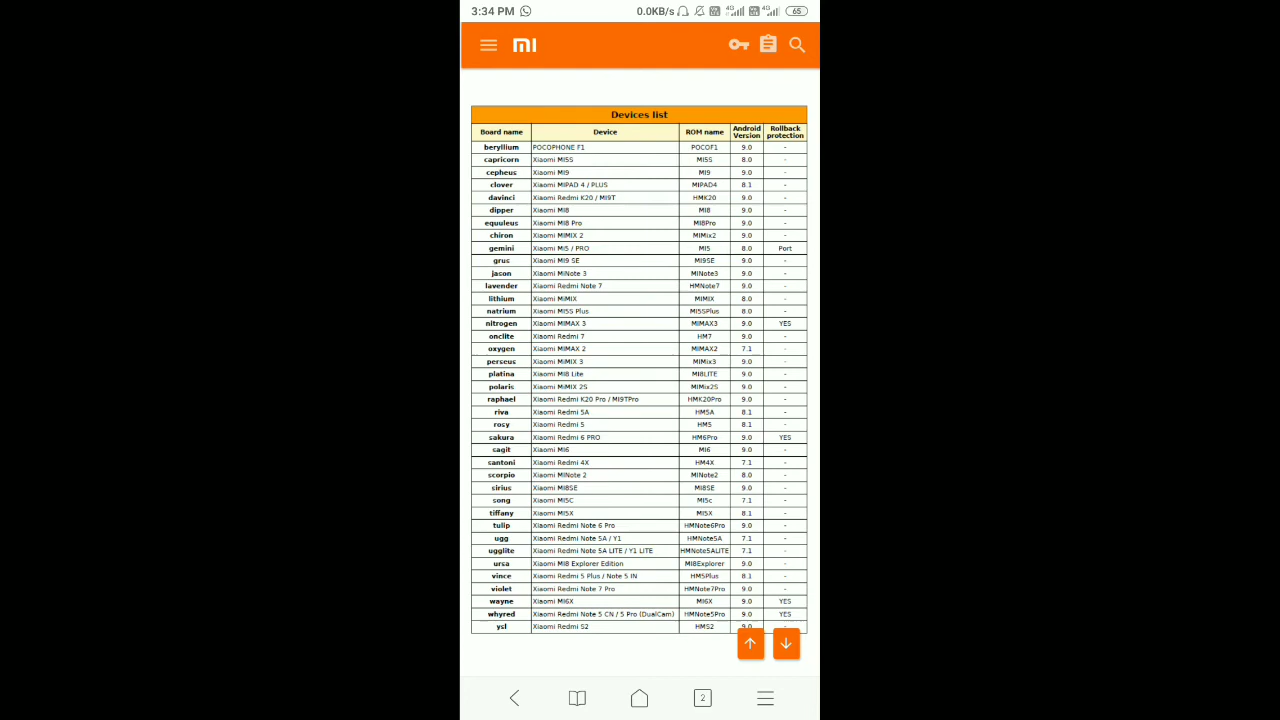 3:34 PM 0.0KB/s 4G 4G 65
MI
Devices list
Board name Device ROM name Android Version Rollback protection
beryllium POCOPHONE F1 POCOF1 9.0 -
capricorn Xiaomi MI5S MI5S 8.0 -
cepheus Xiaomi MI9 MI9 9.0 -
clover Xiaomi MIPAD 4 / PLUS MIPAD4 8.1 -
davinci Xiaomi Redmi K20 / MI9T HMK20 9.0 -
dipper Xiaomi MI8 MI8 9.0 -
equuleus Xiaomi MI8 Pro MI8Pro 9.0 -
chiron Xiaomi MiMIX 2 MIMix2 9.0 -
gemini Xiaomi Mi5 / PRO MI5 8.0 Port
grus Xiaomi MI9 SE MI9SE 9.0 -
jason Xiaomi MiNote 3 MINote3 9.0 -
lavender Xiaomi Redmi Note 7 HMNote7 9.0 -
lithium Xiaomi MiMIX MIMIX 8.0 -
natrium Xiaomi MI5S Plus MI5SPlus 8.0 -
nitrogen Xiaomi MIMAX 3 MIMAX3 9.0 YES
onclite Xiaomi Redmi 7 HM7 9.0 -
oxygen Xiaomi MIMAX 2 MIMAX2 7.1 -
perseus Xiaomi MiMIX 3 MIMix3 9.0 -
platina Xiaomi MI8 Lite MI8LITE 9.0 -
polaris Xiaomi MiMIX 2S MIMix2S 9.0 -
raphael Xiaomi Redmi K20 Pro / MI9TPro HMK20Pro 9.0 -
riva Xiaomi Redmi 5A HM5A 8.1 -
rosy Xiaomi Redmi 5 HM5 8.1 -
sakura Xiaomi Redmi 6 PRO HM6Pro 9.0 YES
sagit Xiaomi MI6 MI6 9.0 -
santoni Xiaomi Redmi 4X HM4X 7.1 -
scorpio Xiaomi MiNote 2 MINote2 8.0 -
sirius Xiaomi MI8SE MI8SE 9.0 -
song Xiaomi MI5C MI5c 7.1 -
tiffany Xiaomi MI5X MI5X 8.1 -
tulip Xiaomi Redmi Note 6 Pro HMNote6Pro 9.0 -
ugg Xiaomi Redmi Note 5A / Y1 HMNote5A 7.1 -
ugglite Xiaomi Redmi Note 5A LITE / Y1 LITE HMNote5ALITE 7.1 -
ursa Xiaomi MI8 Explorer Edition MI8Explorer 9.0 -
vince Xiaomi Redmi 5 Plus / Note 5 IN HM5Plus 8.1 -
violet Xiaomi Redmi Note 7 Pro HMNote7Pro 9.0 -
wayne Xiaomi MI6X MI6X 9.0 YES
whyred Xiaomi Redmi Note 5 CN / 5 Pro (DualCam) HMNote5Pro 9.0 YES
ysl Xiaomi Redmi S2 HMS2 9.0 -
2